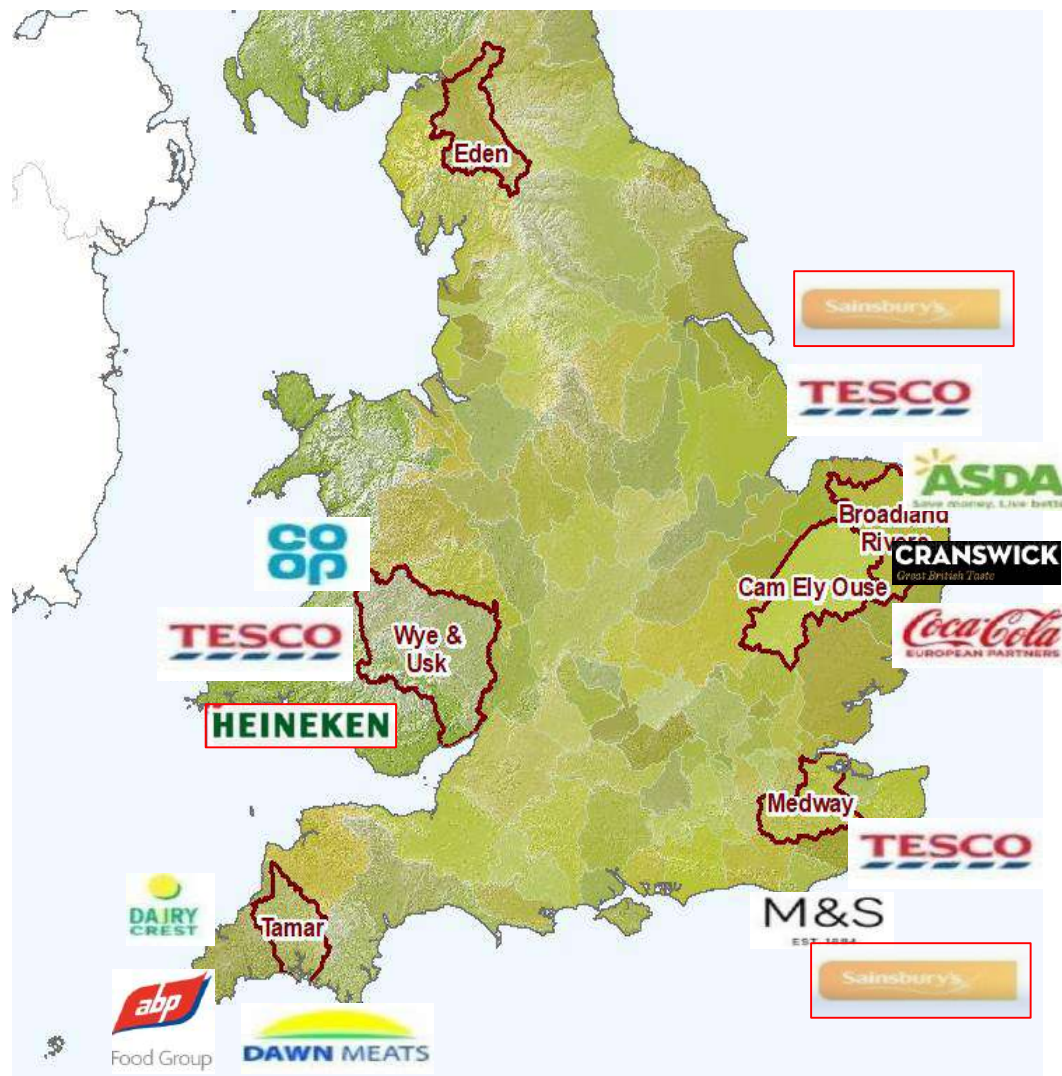 Eden
Sainsbury's
TESCO
ASDA
Save money. Live bette
Broadland
Rivers
CRANSWICK
Great British Taste
Cam Ely Ouse
CO
OP
Wye &
Usk
TESCO
Coca-Cola
EUROPEAN PARTNERS
HEINEKEN
Medway
TESCO
DAIRY
CREST
Tamar
M&S
EST. 1884
Sainsbury's
abp
Food Group
DAWN MEATS